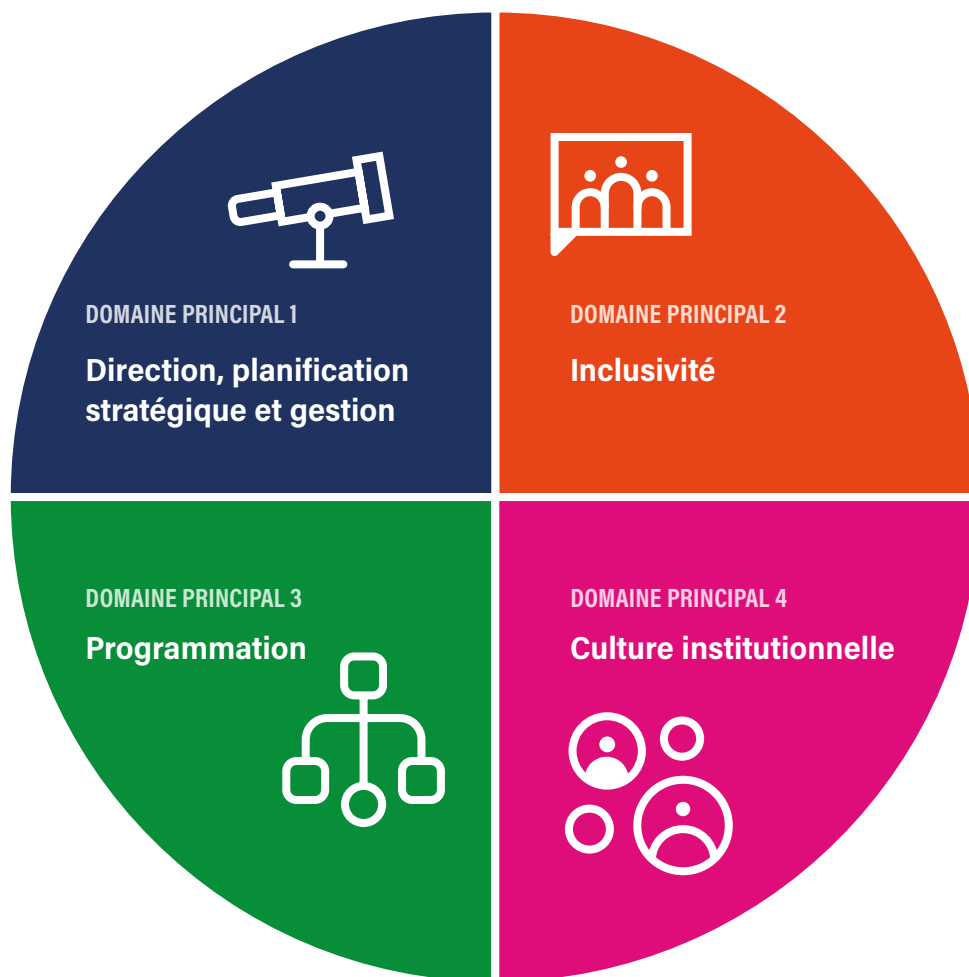 DOMAINE PRINCIPAL 1
Direction, planification
stratégique et gestion
DOMAINE PRINCIPAL 2
Inclusivité
DOMAINE PRINCIPAL 3
Programmation
DOMAINE PRINCIPAL 4
Culture institutionnelle